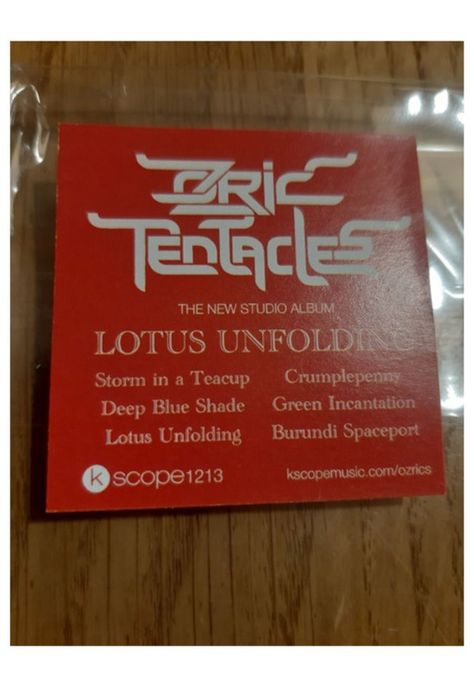 OZRIC
TENTACLES
THE NEW STUDIO ALBUM
LOTUS UNFOLDING
Storm in a Teacup
Deep Blue Shade
Lotus Unfolding
Crumplepenny
Green Incantation
Burundi Spaceport
kscope1213
kscopemusic.com/ozrics